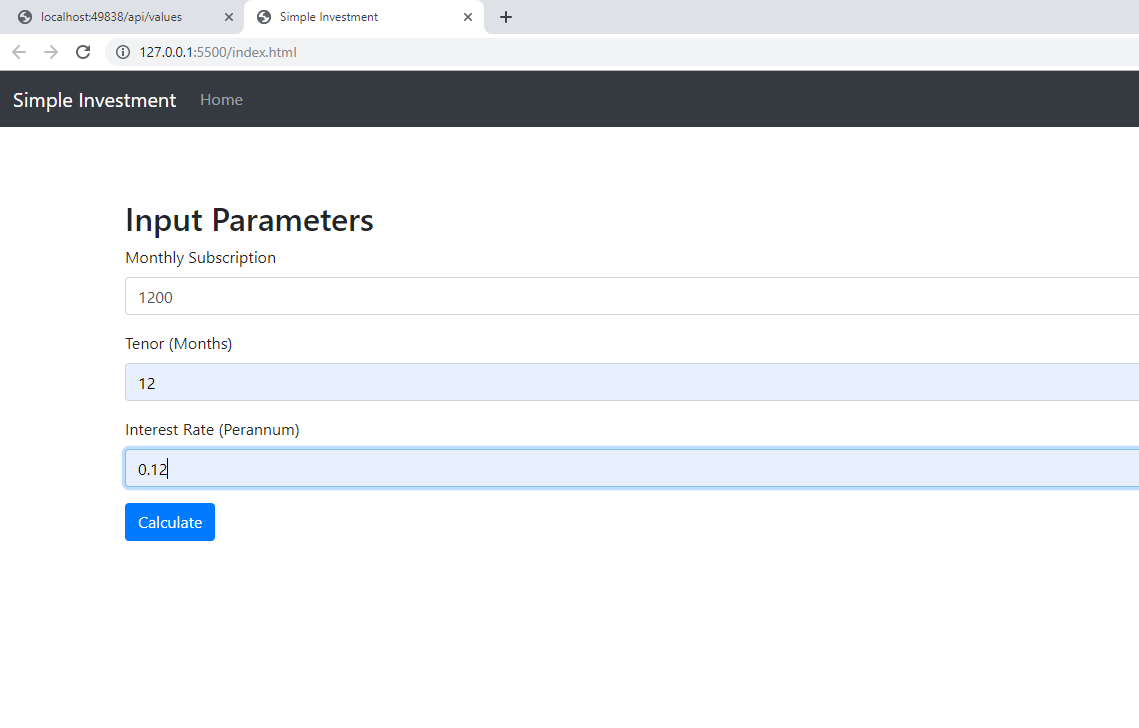 localhost:49838/api/values
Simple Investment
127.0.0.1:5500/index.html
Simple Investment Home
Input Parameters
Monthly Subscription
1200
Tenor (Months)
12
Interest Rate (Perannum)
0.12
Calculate